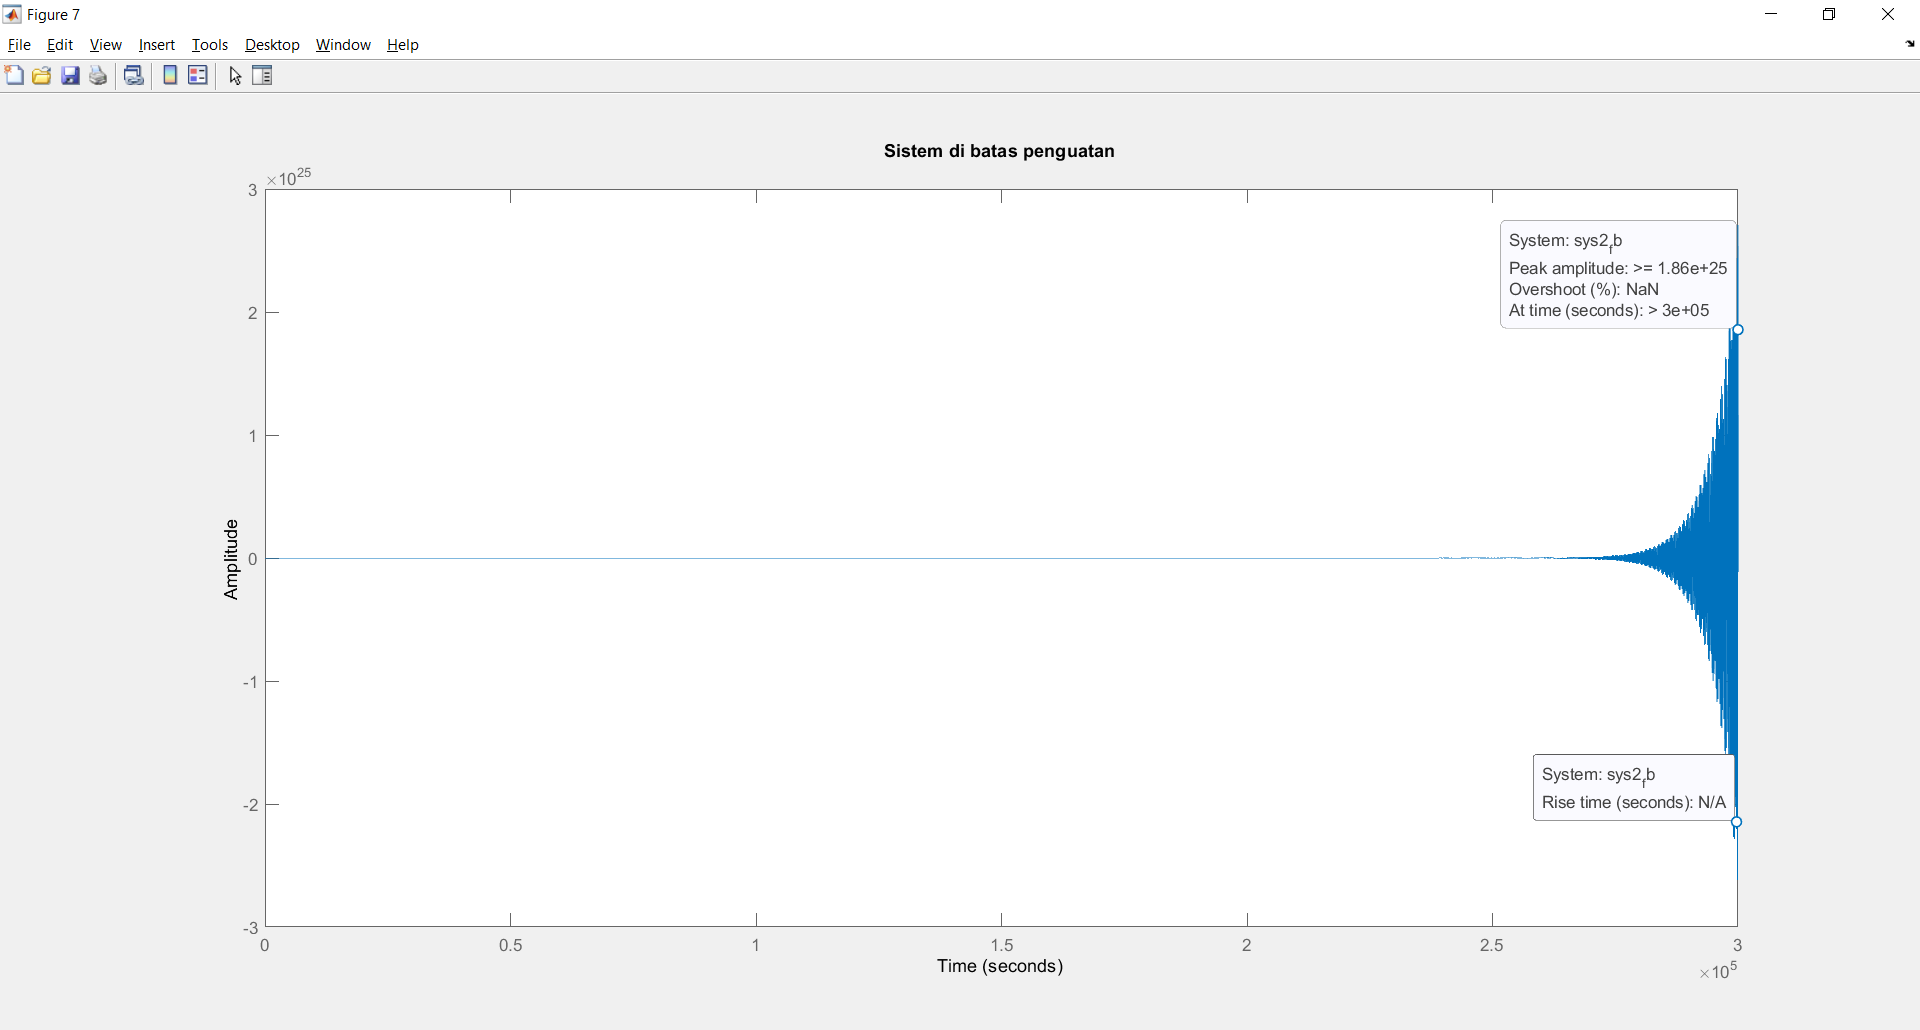 Figure 7
File Edit View Insert Tools Desktop Window Help
Sistem di batas penguatan
×10^25
3
2
1
0
-1
-2
-3
Amplitude
System: sys2_fb
Peak amplitude: >= 1.86e+25
Overshoot (%): NaN
At time (seconds): > 3e+05
System: sys2_fb
Rise time (seconds): N/A
0 0.5 1 1.5 2 2.5 3
Time (seconds)
×10^5